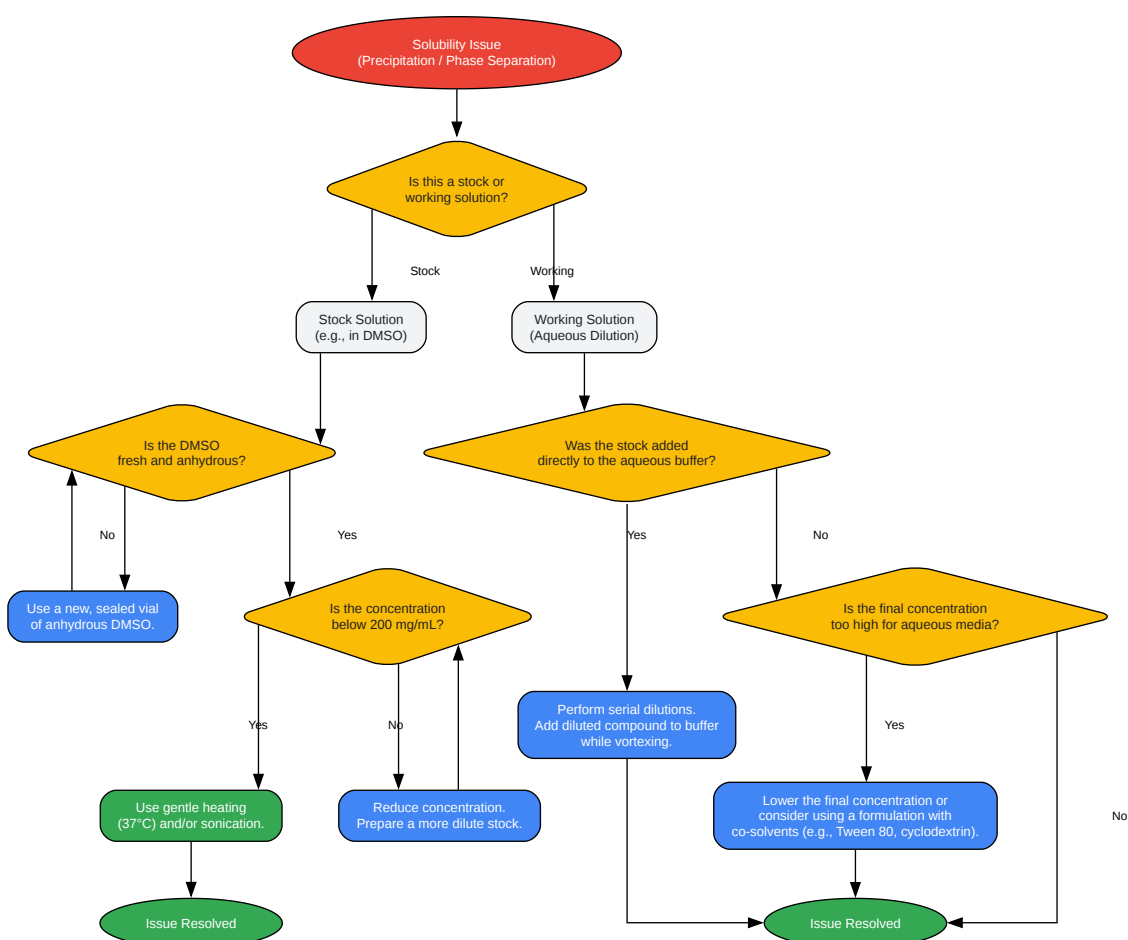 Solubility Issue
(Precipitation / Phase Separation)
Is this a stock or
working solution?
Stock
Working
Stock Solution
(e.g., in DMSO)
Working Solution
(Aqueous Dilution)
Is the DMSO
fresh and anhydrous?
Was the stock added
directly to the aqueous buffer?
No
Yes
Yes
No
Use a new, sealed vial
of anhydrous DMSO.
Is the concentration
below 200 mg/mL?
Is the final concentration
too high for aqueous media?
Yes
No
Perform serial dilutions.
Add diluted compound to buffer
while vortexing.
Yes
Use gentle heating
(37°C) and/or sonication.
Reduce concentration.
Prepare a more dilute stock.
Lower the final concentration or
consider using a formulation with
co-solvents (e.g., Tween 80, cyclodextrin).
No
Issue Resolved
Issue Resolved